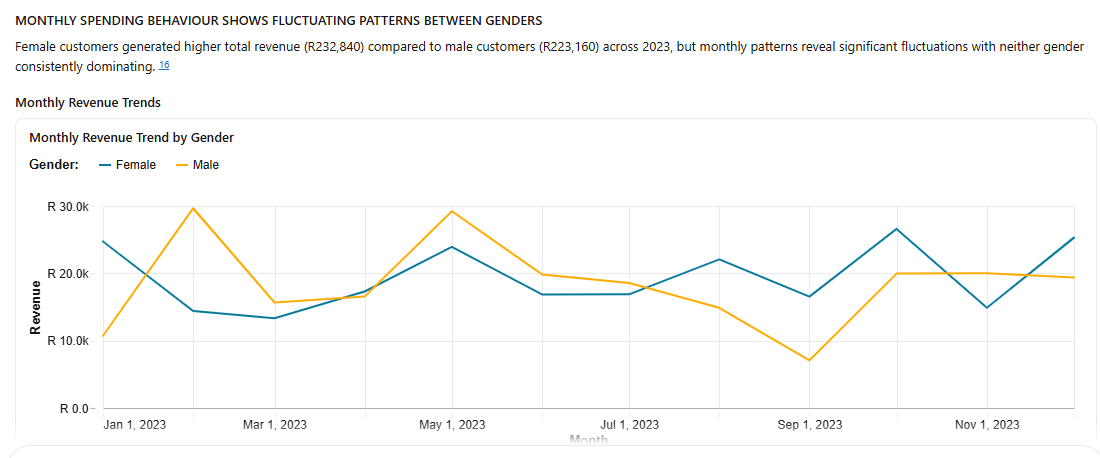 MONTHLY SPENDING BEHAVIOUR SHOWS FLUCTUATING PATTERNS BETWEEN GENDERS
Female customers generated higher total revenue (R232,840) compared to male customers (R223,160) across 2023, but monthly patterns reveal significant fluctuations with neither gender
consistently dominating. 16
Monthly Revenue Trends
Monthly Revenue Trend by Gender
Gender: Female Male
R 30.0k
R 20.0k
R 10.0k
R 0.0
Revenue
Jan 1, 2023 Mar 1, 2023 May 1, 2023 Jul 1, 2023 Sep 1, 2023 Nov 1, 2023
Month